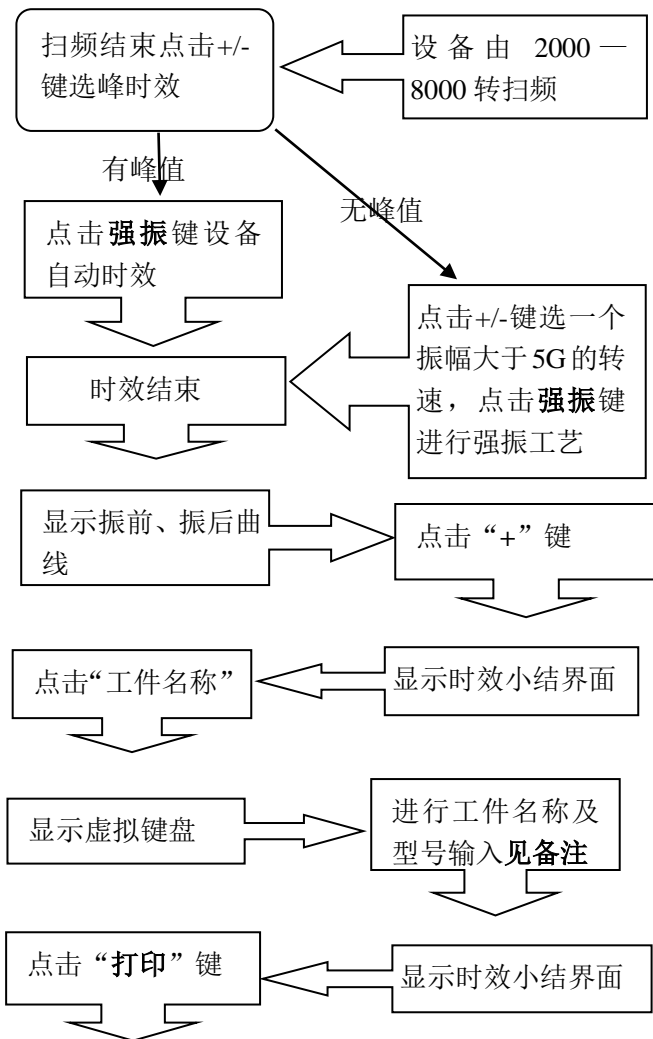 扫频结束点击+/-
键选峰时效
设备由 2000—
8000 转扫频
有峰值
无峰值
点击强振键设备
自动时效
点击+/-键选一个
振幅大于 5G 的转
速，点击强振键
进行强振工艺
时效结束
显示振前、振后曲
线
点击“+”键
点击“工件名称”
显示时效小结界面
显示虚拟键盘
进行工件名称及
型号输入见备注
点击“打印”键
显示时效小结界面